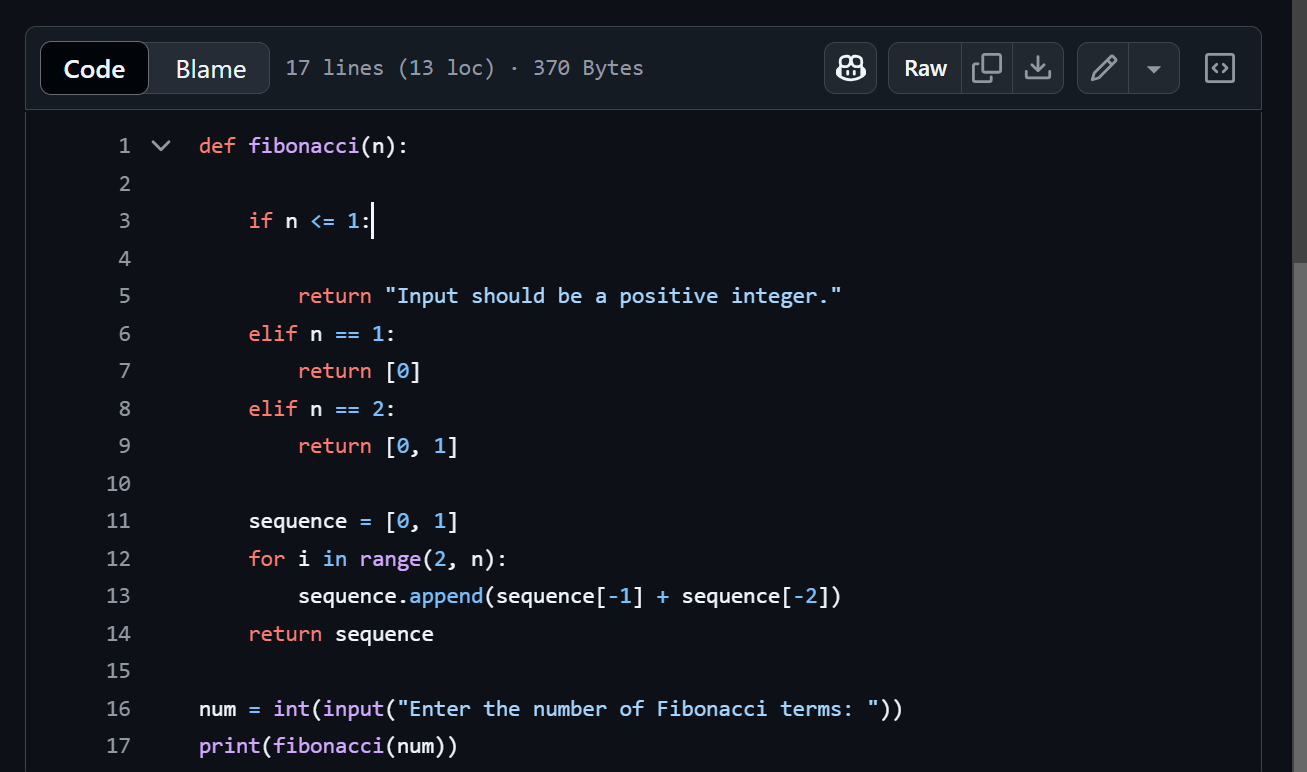 Code Blame 17 lines (13 loc) · 370 Bytes Raw
1 def fibonacci(n):
2
3     if n <= 1:
4
5         return "Input should be a positive integer."
6     elif n == 1:
7         return [0]
8     elif n == 2:
9         return [0, 1]
10
11     sequence = [0, 1]
12     for i in range(2, n):
13         sequence.append(sequence[-1] + sequence[-2])
14     return sequence
15
16 num = int(input("Enter the number of Fibonacci terms: "))
17 print(fibonacci(num))